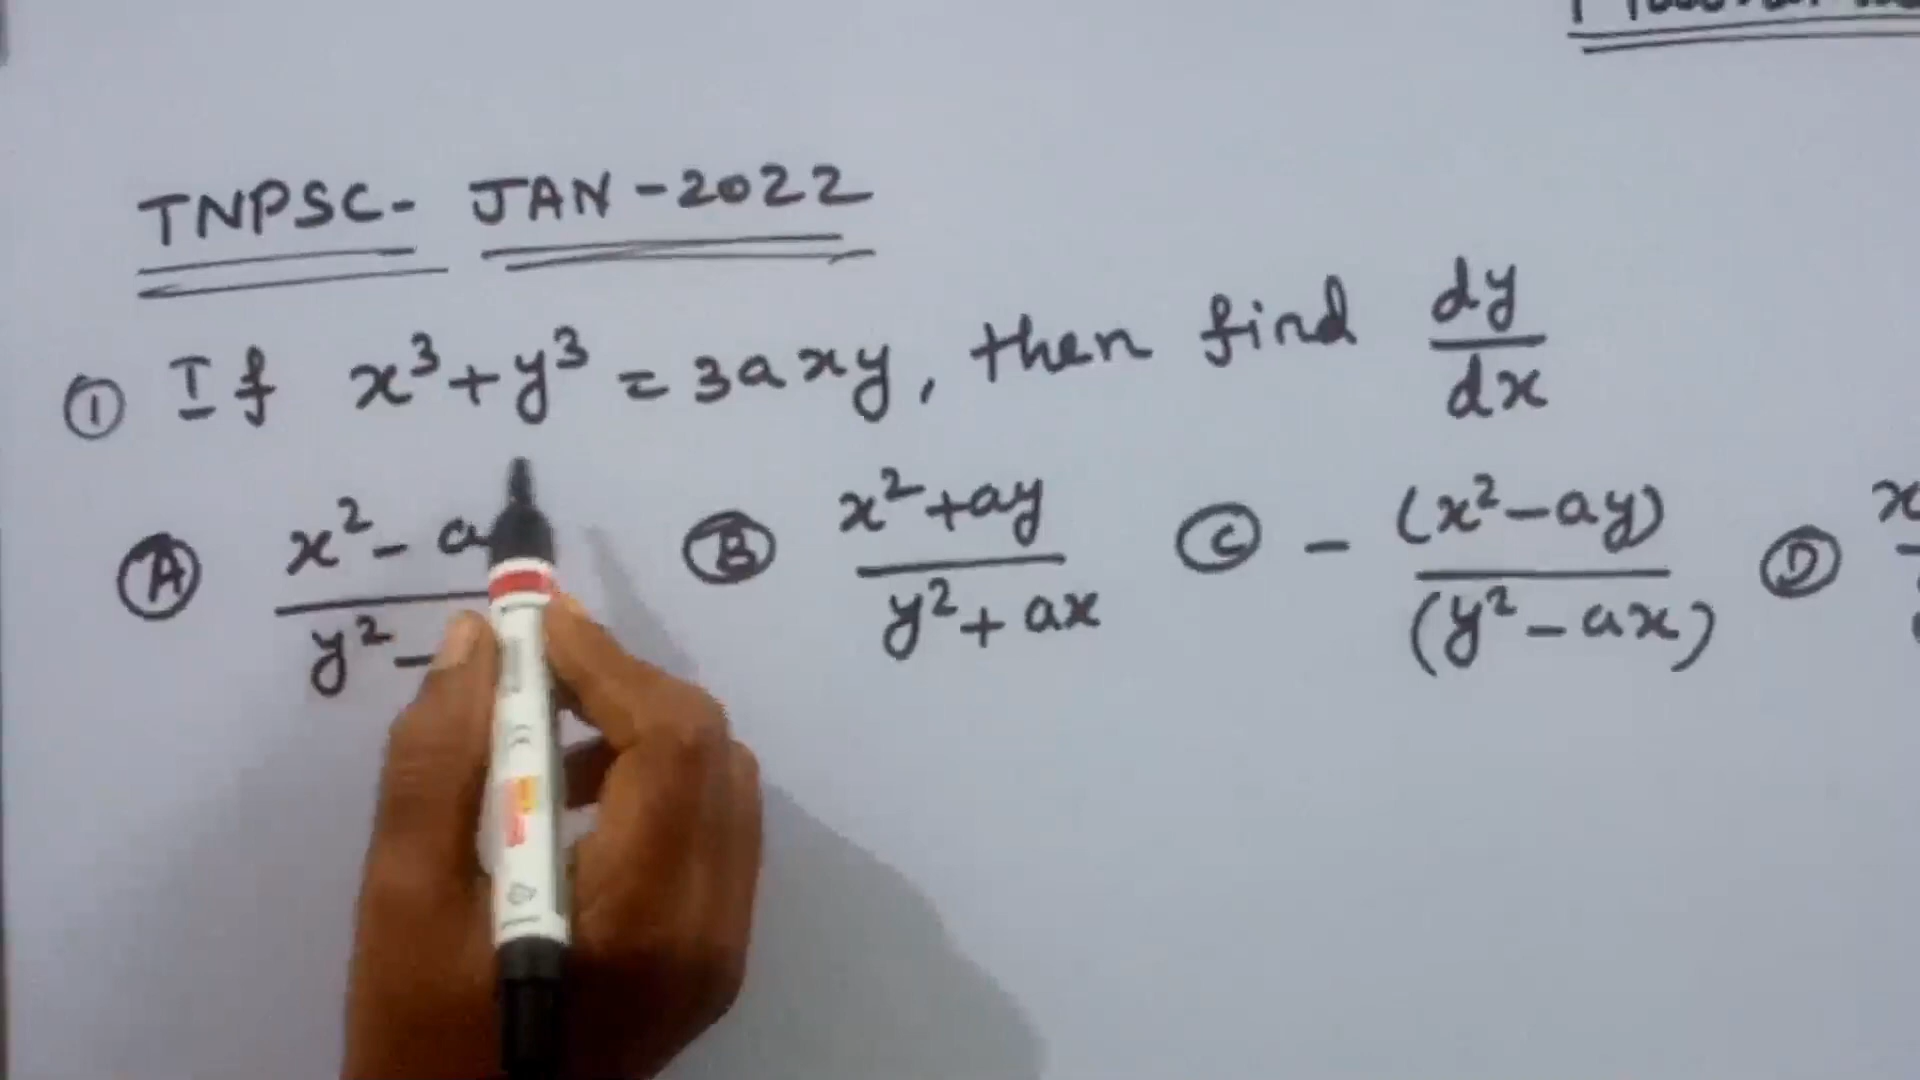 TNPSC- JAN-2022
① If x³+y³ = 3axy, then find dy/dx
Ⓐ x²- a / y²- Ⓑ x²+ay / y²+ax Ⓒ - (x²-ay) / (y²-ax) Ⓓ x